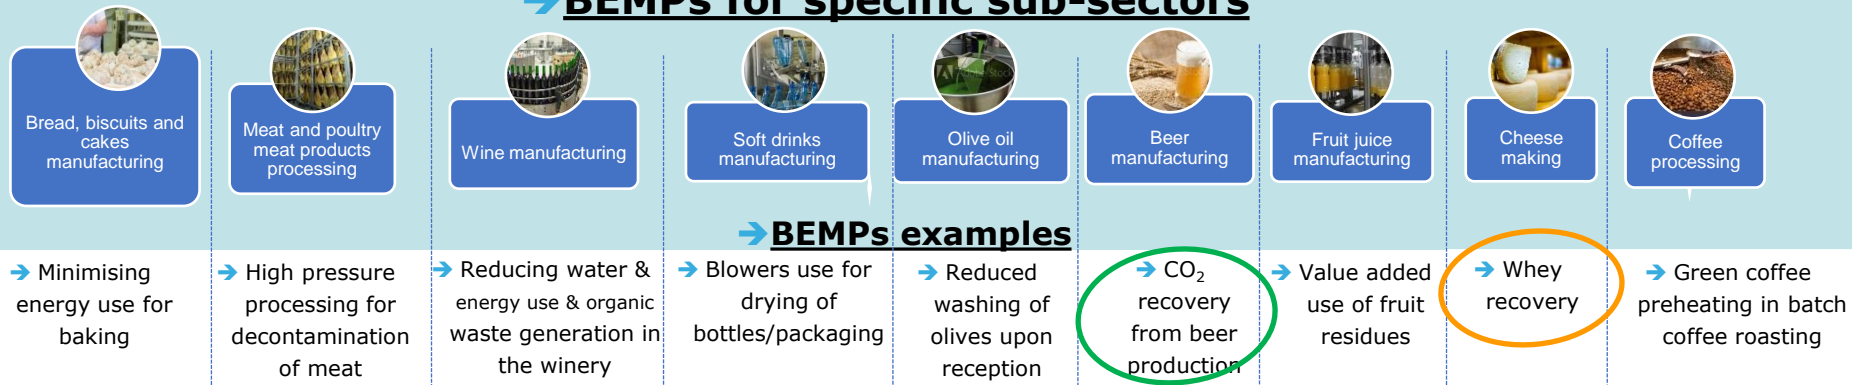 ➔BEMPs for specific sub-sectors
Bread, biscuits and
cakes
manufacturing
Meat and poultry
meat products
processing
Wine manufacturing
Soft drinks
manufacturing
Adobe Stock
Olive oil
manufacturing
Beer
manufacturing
Fruit juice
manufacturing
Cheese
making
Coffee
processing
➔BEMPs examples
➔ Minimising
energy use for
baking
➔ High pressure
processing for
decontamination
of meat
➔ Reducing water &
energy use & organic
waste generation in
the winery
➔ Blowers use for
drying of
bottles/packaging
➔ Reduced
washing of
olives upon
reception
➔ CO₂
recovery
from beer
production
➔ Value added
use of fruit
residues
➔ Whey
recovery
➔ Green coffee
preheating in batch
coffee roasting